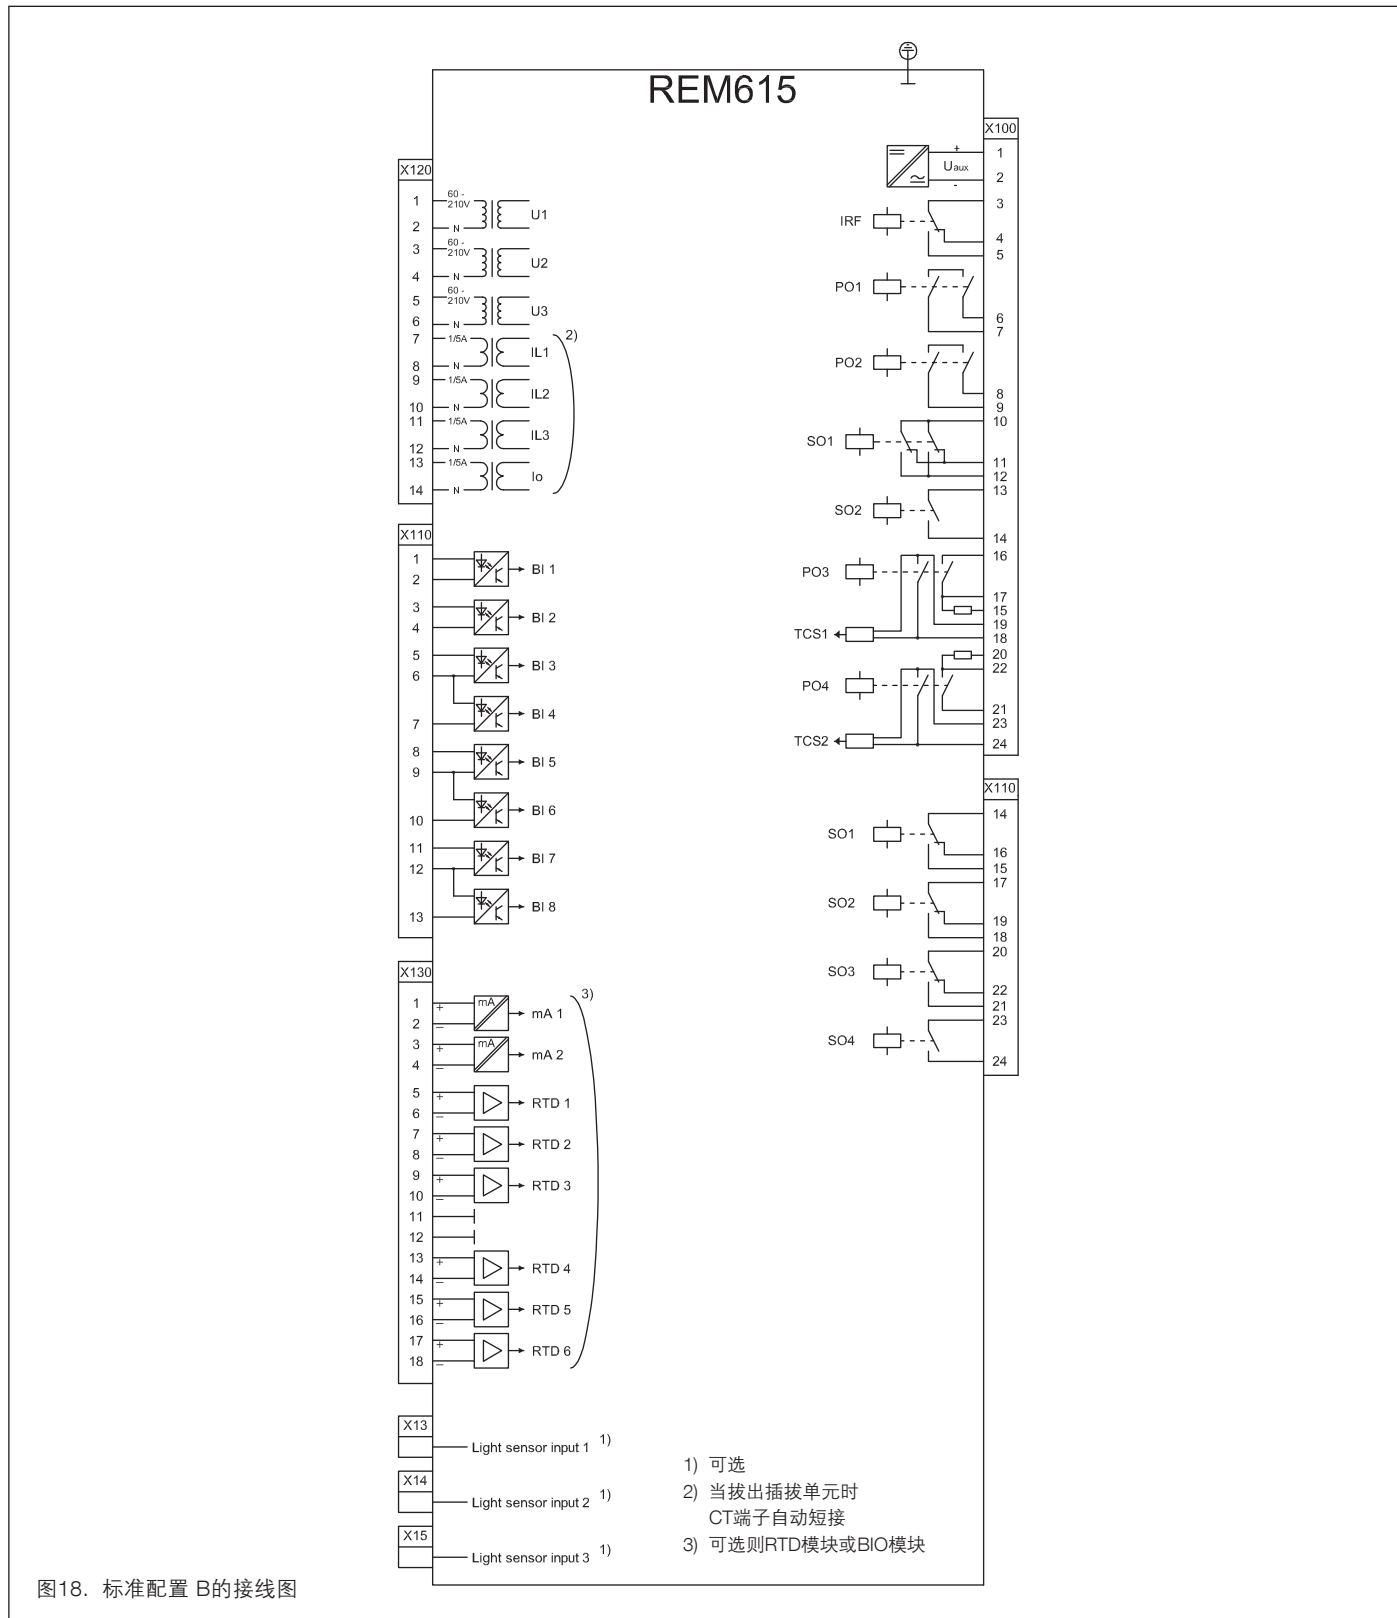 REM615
X120
1
60 -
210V
U1
2
N
3
60 -
210V
U2
4
N
5
60 -
210V
U3
6
N
7
1/5A
2)
IL1
8
N
9
1/5A
IL2
10
N
11
1/5A
IL3
12
N
13
1/5A
Io
14
N
X110
1
BI 1
2
3
BI 2
4
5
BI 3
6
BI 4
7
8
BI 5
9
BI 6
10
11
BI 7
12
BI 8
13
X130
3)
1
+
mA
mA 1
2
–
3
+
mA
mA 2
4
–
5
+
RTD 1
6
–
7
+
RTD 2
8
–
9
+
RTD 3
10
–
11
12
13
+
RTD 4
14
–
15
+
RTD 5
16
–
17
+
RTD 6
18
–
X13
Light sensor input 1 1)
X14
Light sensor input 2 1)
X15
Light sensor input 3 1)
X100
+
1
Uaux
2
-
3
IRF
4
5
PO1
6
7
PO2
8
9
10
SO1
11
12
13
SO2
14
16
PO3
17
15
19
TCS1
18
20
22
PO4
21
23
TCS2
24
X110
14
SO1
16
15
17
SO2
19
18
20
SO3
22
21
23
SO4
24
1) 可选
2) 当拔出插拔单元时
CT端子自动短接
3) 可选则RTD模块或BIO模块
图18. 标准配置 B的接线图